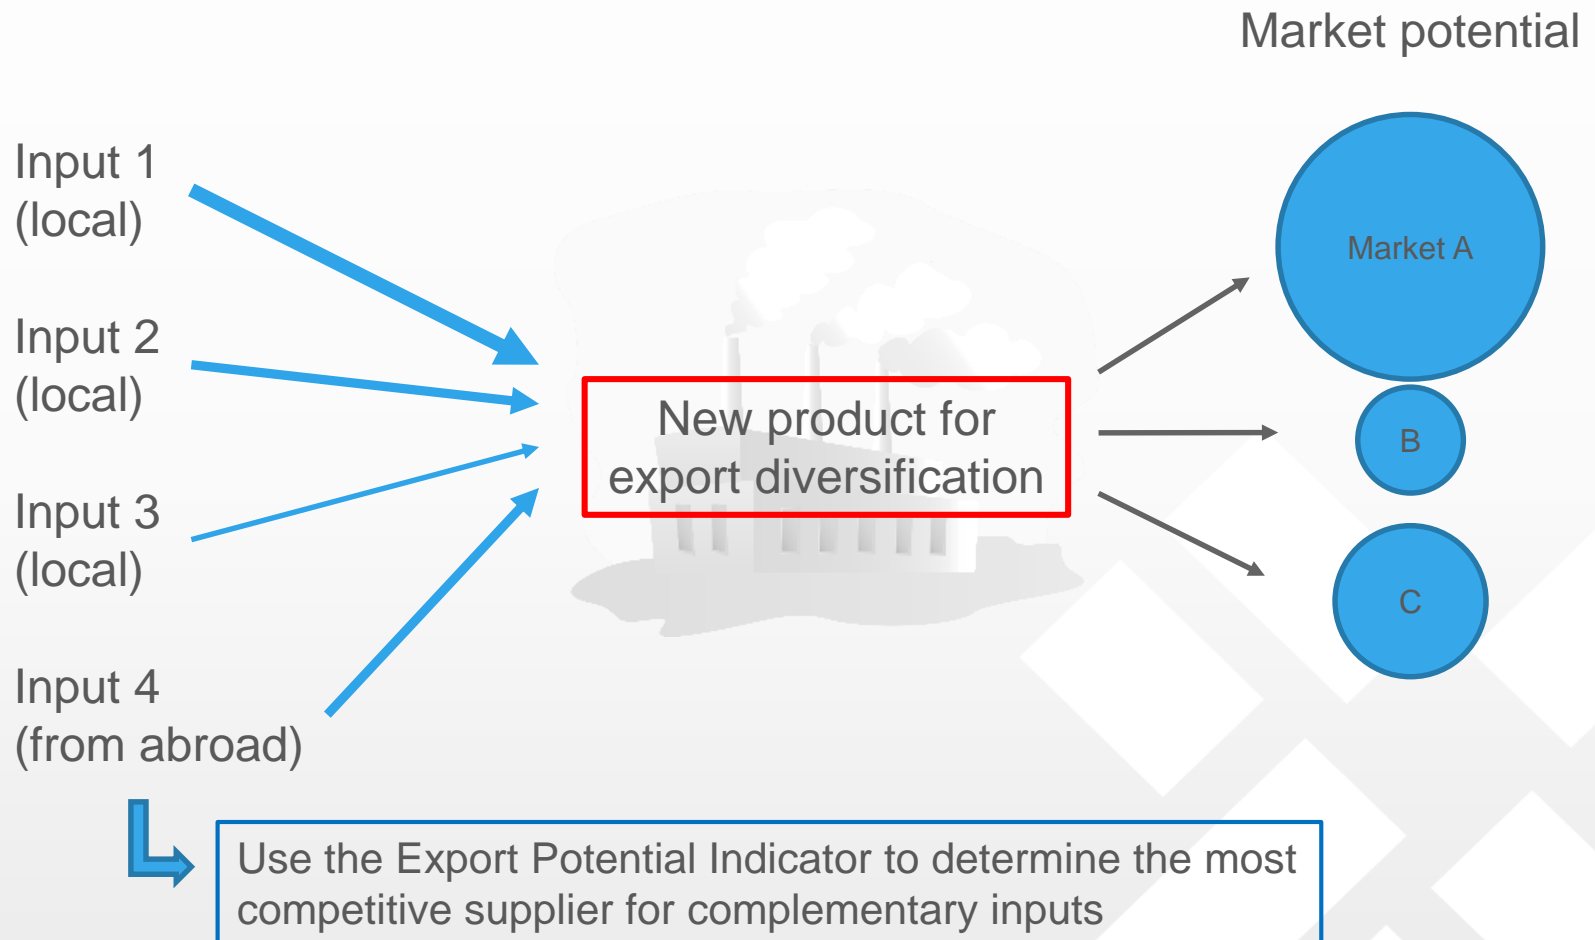 Market potential
Input 1
(local)
Input 2
(local)
Input 3
(local)
Input 4
(from abroad)
New product for
export diversification
Market A
B
C
Use the Export Potential Indicator to determine the most
competitive supplier for complementary inputs